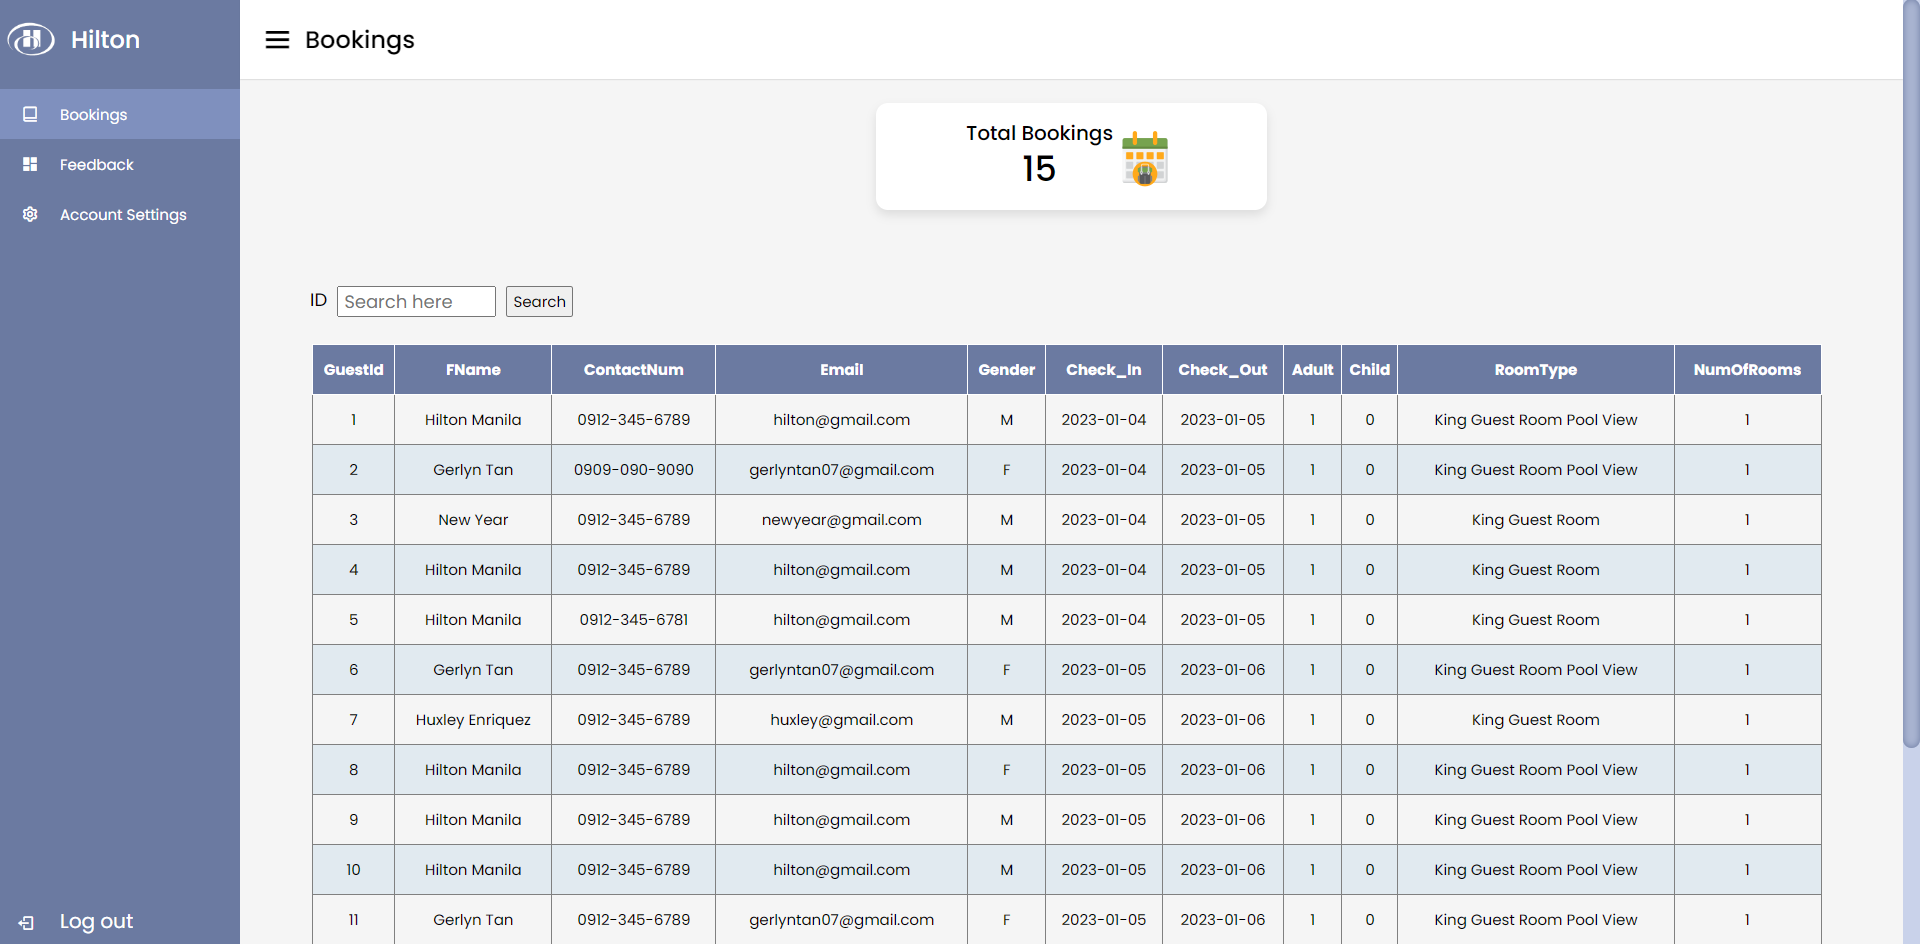 Hilton
Bookings
Bookings
Feedback
Account Settings
Log out
Total Bookings
15
ID Search here Search
GuestId FName ContactNum Email Gender Check_In Check_Out Adult Child RoomType NumOfRooms
1 Hilton Manila 0912-345-6789 hilton@gmail.com M 2023-01-04 2023-01-05 1 0 King Guest Room Pool View 1
2 Gerlyn Tan 0909-090-9090 gerlyntan07@gmail.com F 2023-01-04 2023-01-05 1 0 King Guest Room Pool View 1
3 New Year 0912-345-6789 newyear@gmail.com M 2023-01-04 2023-01-05 1 0 King Guest Room 1
4 Hilton Manila 0912-345-6789 hilton@gmail.com M 2023-01-04 2023-01-05 1 0 King Guest Room 1
5 Hilton Manila 0912-345-6781 hilton@gmail.com M 2023-01-04 2023-01-05 1 0 King Guest Room 1
6 Gerlyn Tan 0912-345-6789 gerlyntan07@gmail.com F 2023-01-05 2023-01-06 1 0 King Guest Room Pool View 1
7 Huxley Enriquez 0912-345-6789 huxley@gmail.com M 2023-01-05 2023-01-06 1 0 King Guest Room 1
8 Hilton Manila 0912-345-6789 hilton@gmail.com F 2023-01-05 2023-01-06 1 0 King Guest Room Pool View 1
9 Hilton Manila 0912-345-6789 hilton@gmail.com M 2023-01-05 2023-01-06 1 0 King Guest Room Pool View 1
10 Hilton Manila 0912-345-6789 hilton@gmail.com M 2023-01-05 2023-01-06 1 0 King Guest Room Pool View 1
11 Gerlyn Tan 0912-345-6789 gerlyntan07@gmail.com F 2023-01-05 2023-01-06 1 0 King Guest Room Pool View 1